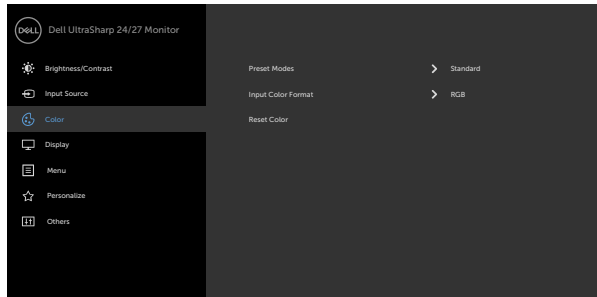 DELL Dell UltraSharp 24/27 Monitor
Brightness/Contrast
Input Source
Color
Display
Menu
Personalize
Others
Preset Modes Standard
Input Color Format RGB
Reset Color